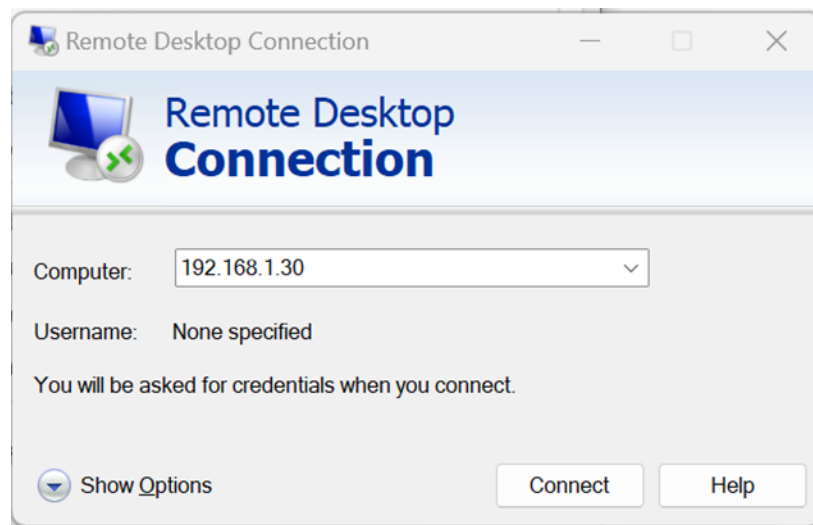 Remote Desktop Connection
Remote Desktop
Connection
Computer: 192.168.1.30
Username: None specified
You will be asked for credentials when you connect.
Show Options Connect Help